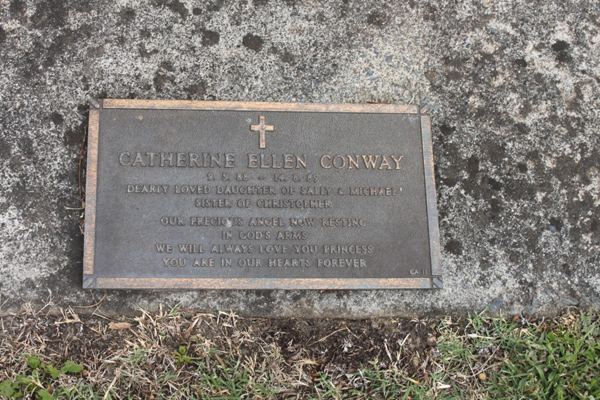 CATHERINE ELLEN CONWAY
DEARLY LOVED DAUGHTER OF SALLY & MICHAEL
SISTER OF CHRISTOPHER
OUR PRECIOUS ANGEL NOW RESTING
IN GOD'S ARMS
WE WILL ALWAYS LOVE YOU PRINCESS
YOU ARE IN OUR HEARTS FOREVER